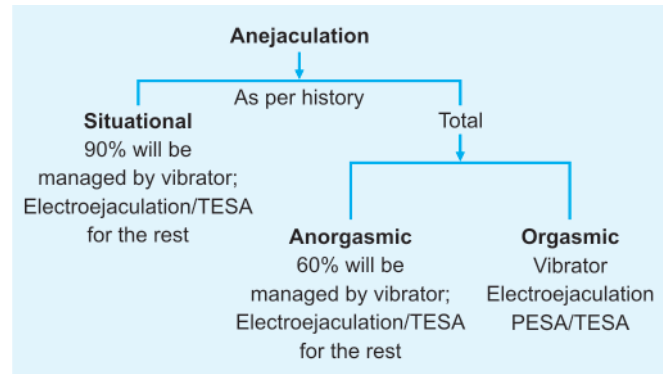 Anejaculation
As per history
Situational
90% will be
managed by vibrator;
Electroejaculation/TESA
for the rest
Total
Anorgasmic
60% will be
managed by vibrator;
Electroejaculation/TESA
for the rest
Orgasmic
Vibrator
Electroejaculation
PESA/TESA